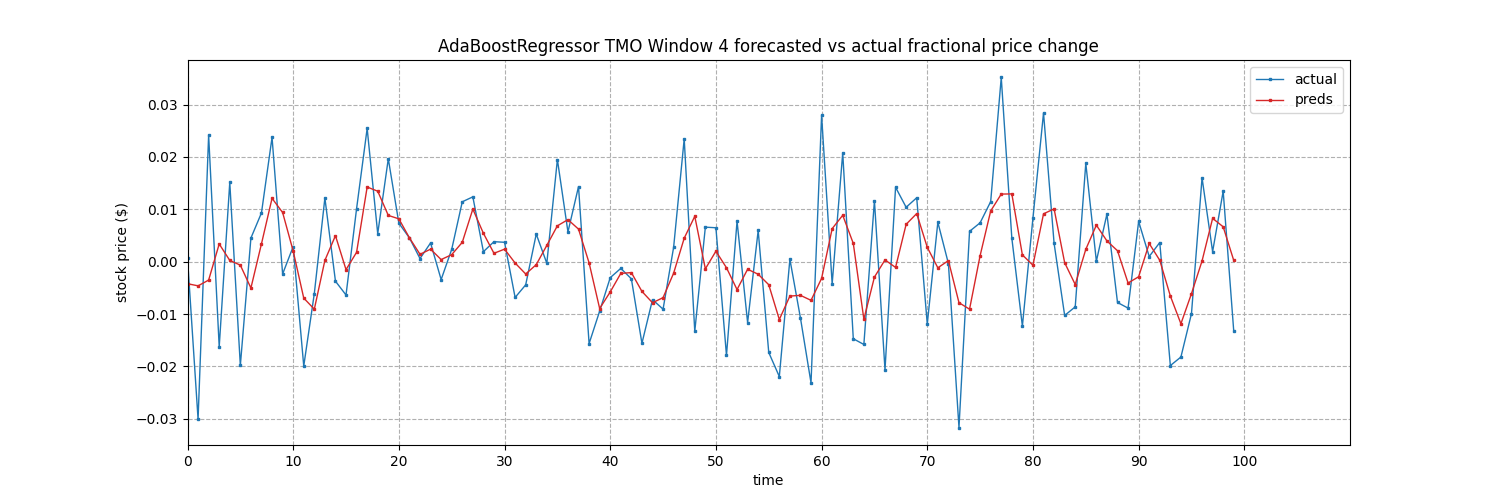 AdaBoostRegressor TMO Window 4 forecasted vs actual fractional price change
actual
preds
stock price ($)
0.03
0.02
0.01
0.00
−0.01
−0.02
−0.03
0 10 20 30 40 50 60 70 80 90 100
time